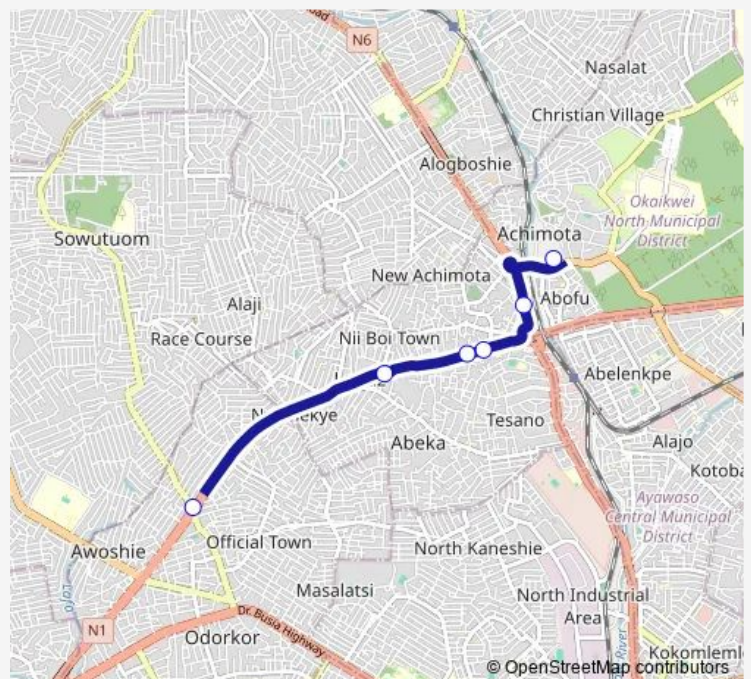 N6
Nasalat
Christian Village
Alogboshie
Okaikwei
North Municipal
District
Achimota
Sowutuom
New Achimota
Abofu
Alaji
Race Course
Nii Boi Town
Abelenkpe
Tesano
Abeka
Alajo
Kotoba
Ayawaso
Central Municipal
District
Official Town
North Kaneshie
Awoshie
Masalatsi
North Industrial
Area
Dr. Busia Highway
N1
Odorkor
River
Kokomleml
© OpenStreetMap contributors